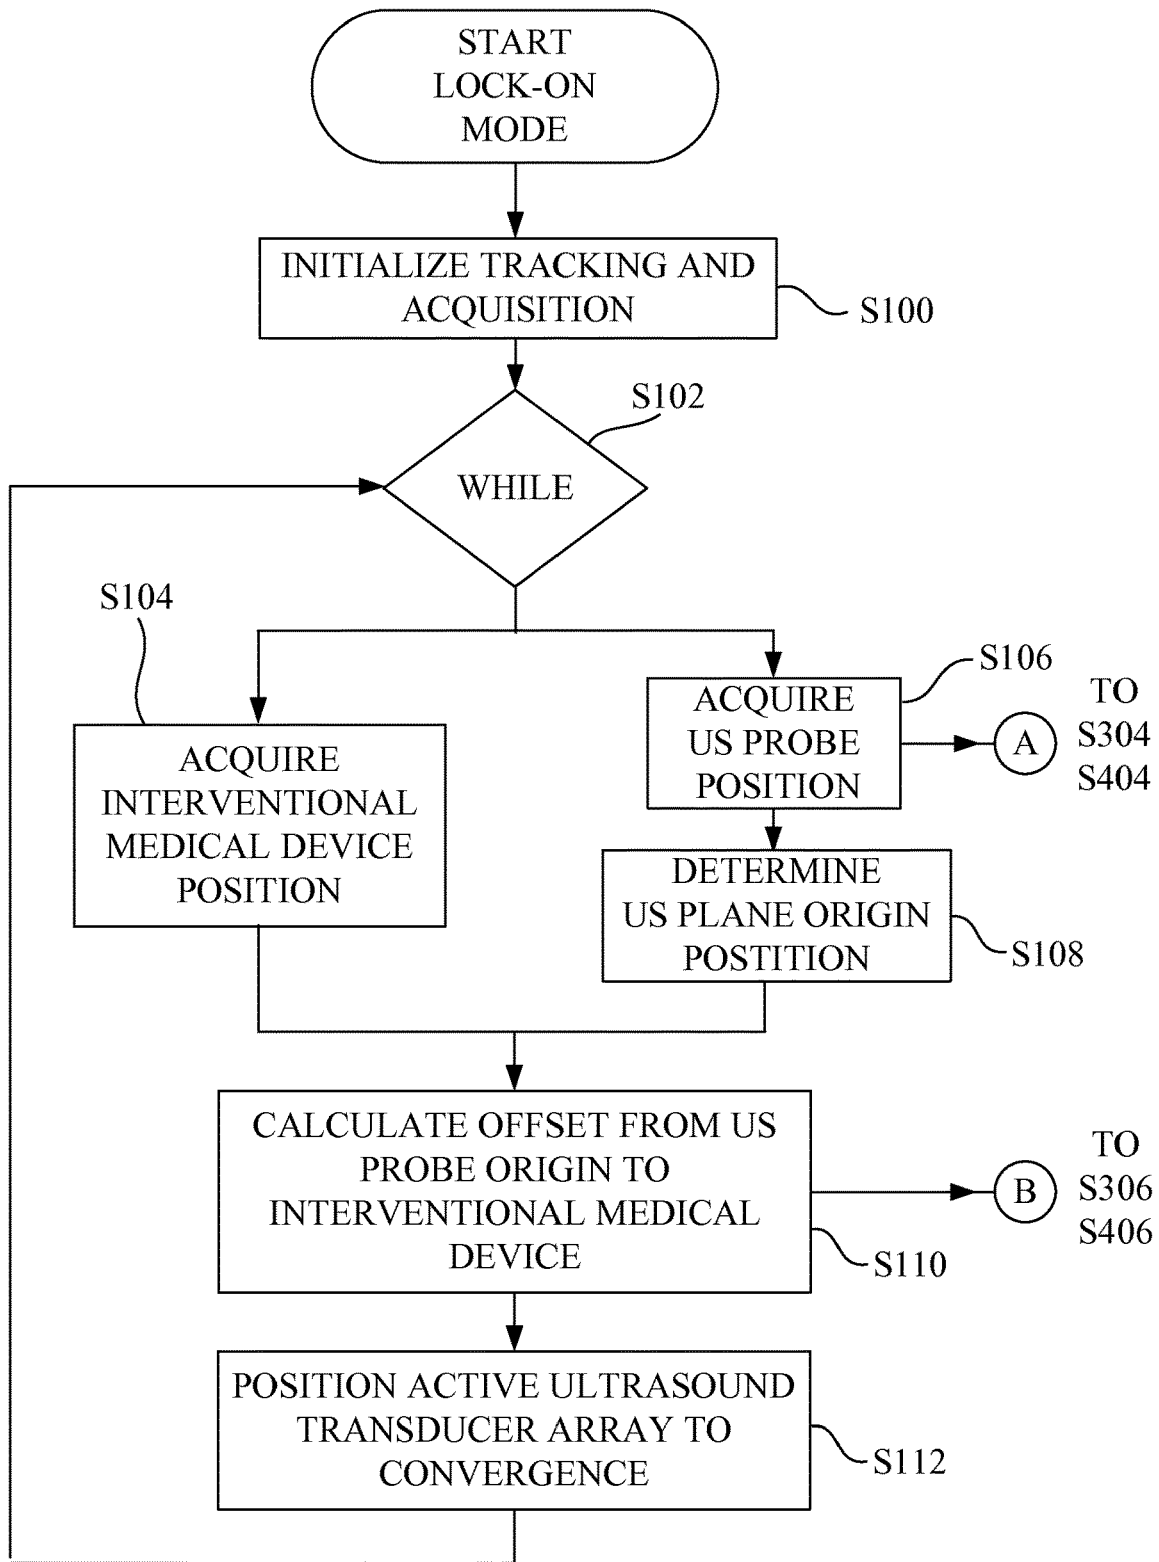 START
LOCK-ON
MODE
INITIALIZE TRACKING AND
ACQUISITION
S100
S102
WHILE
S104
ACQUIRE
INTERVENTIONAL
MEDICAL DEVICE
POSITION
S106
ACQUIRE
US PROBE
POSITION
A
TO
S304
S404
DETERMINE
US PLANE ORIGIN
POSTITION
S108
CALCULATE OFFSET FROM US
PROBE ORIGIN TO
INTERVENTIONAL MEDICAL
DEVICE
S110
B
TO
S306
S406
POSITION ACTIVE ULTRASOUND
TRANSDUCER ARRAY TO
CONVERGENCE
S112